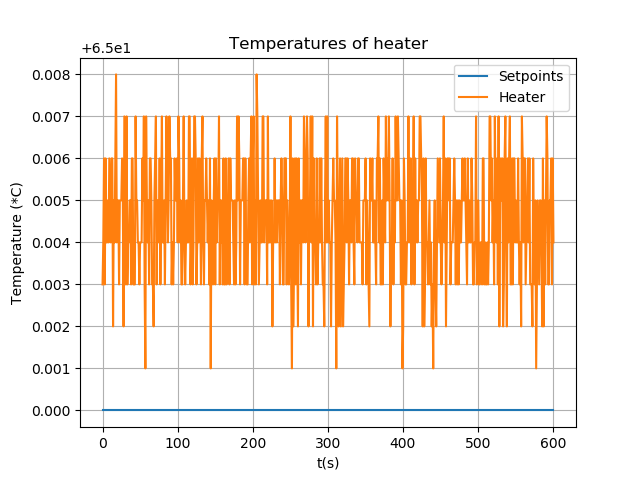 Temperatures of heater
+6.5e1
0.008
0.007
0.006
0.005
0.004
0.003
0.002
0.001
0.000
Temperature (*C)
Setpoints
Heater
0 100 200 300 400 500 600
t(s)